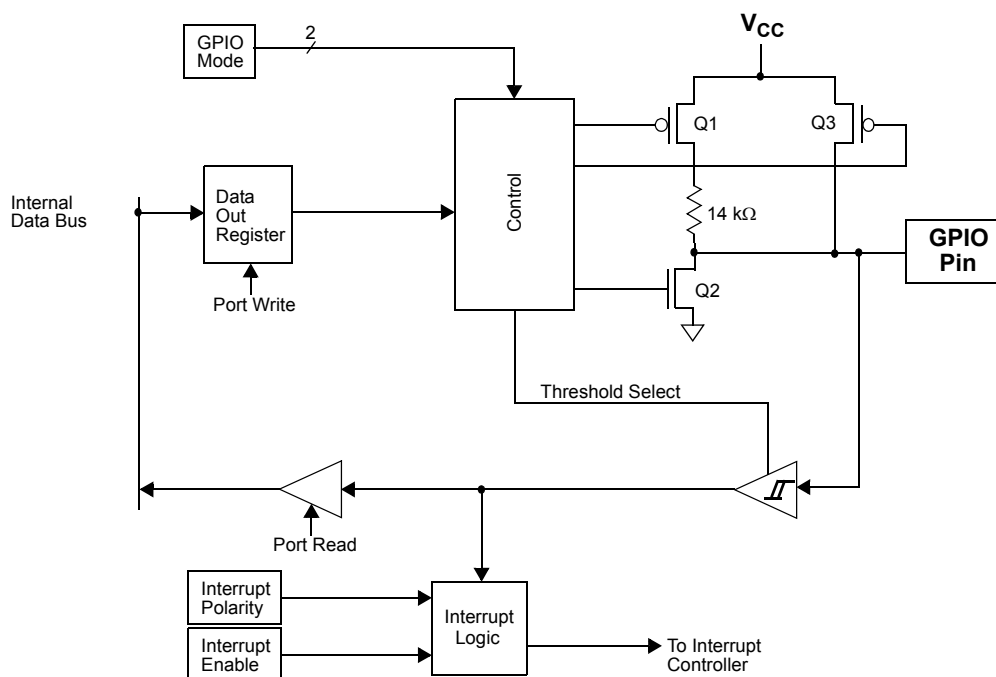 VCC
2
GPIO
Mode
Q1
Q3
Internal
Data Bus
Data
Out
Register
Control
14 kΩ
GPIO
Pin
Port Write
Q2
Threshold Select
Port Read
Interrupt
Polarity
Interrupt
Logic
Interrupt
Enable
To Interrupt
Controller